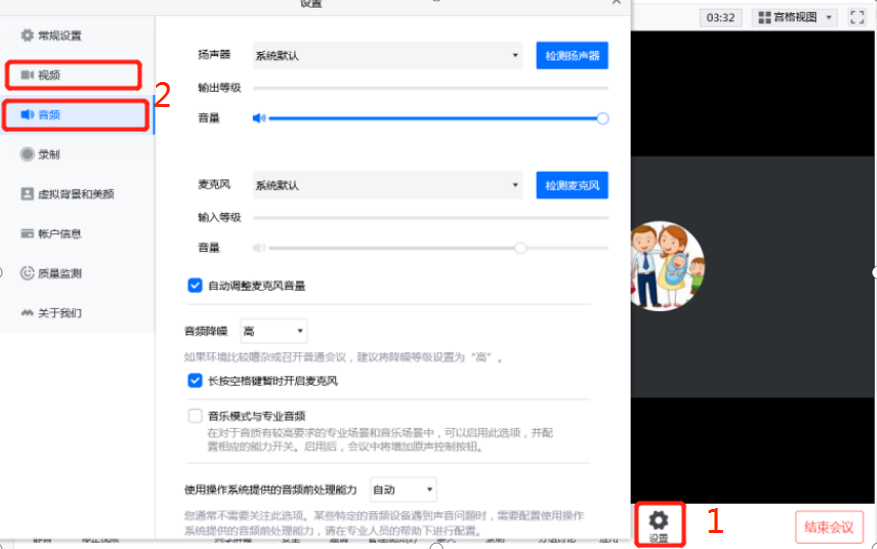 设置
03:32
宫格视图
常规设置
视频
2
音频
录制
虚拟背景和美颜
帐户信息
质量监测
关于我们
扬声器
系统默认
检测扬声器
输出等级
音量
麦克风
系统默认
检测麦克风
输入等级
音量
自动调整麦克风音量
音频降噪
高
如果环境比较嘈杂或召开普通会议，建议将降噪等级设置为“高”。
长按空格键暂时开启麦克风
音乐模式与专业音频
在对于音质有较高要求的专业场景和音乐场景中，可以启用此选项，并配
置相应的能力开关。启用后，会议中将增加原声控制按钮。
使用操作系统提供的音频前处理能力
自动
您通常不需要关注此选项。某些特定的音频设备遇到声音问题时，需要配置使用操作
系统提供的音频前处理能力，请在专业人员的帮助下进行配置。
设置
1
结束会议